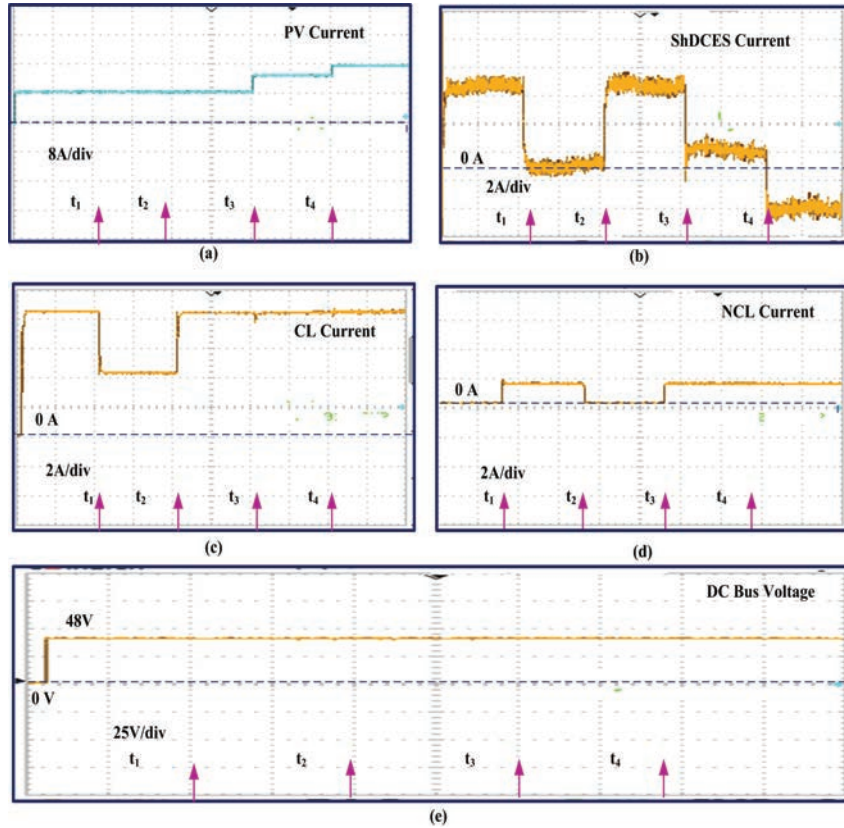 PV Current
8A/div
t1 t2 t3 t4
(a)
ShDCES Current
0 A
2A/div
t1 t2 t3 t4
(b)
CL Current
0 A
2A/div
t1 t2 t3 t4
(c)
NCL Current
0 A
2A/div
t1 t2 t3 t4
(d)
DC Bus Voltage
48V
0 V
25V/div
t1 t2 t3 t4
(e)